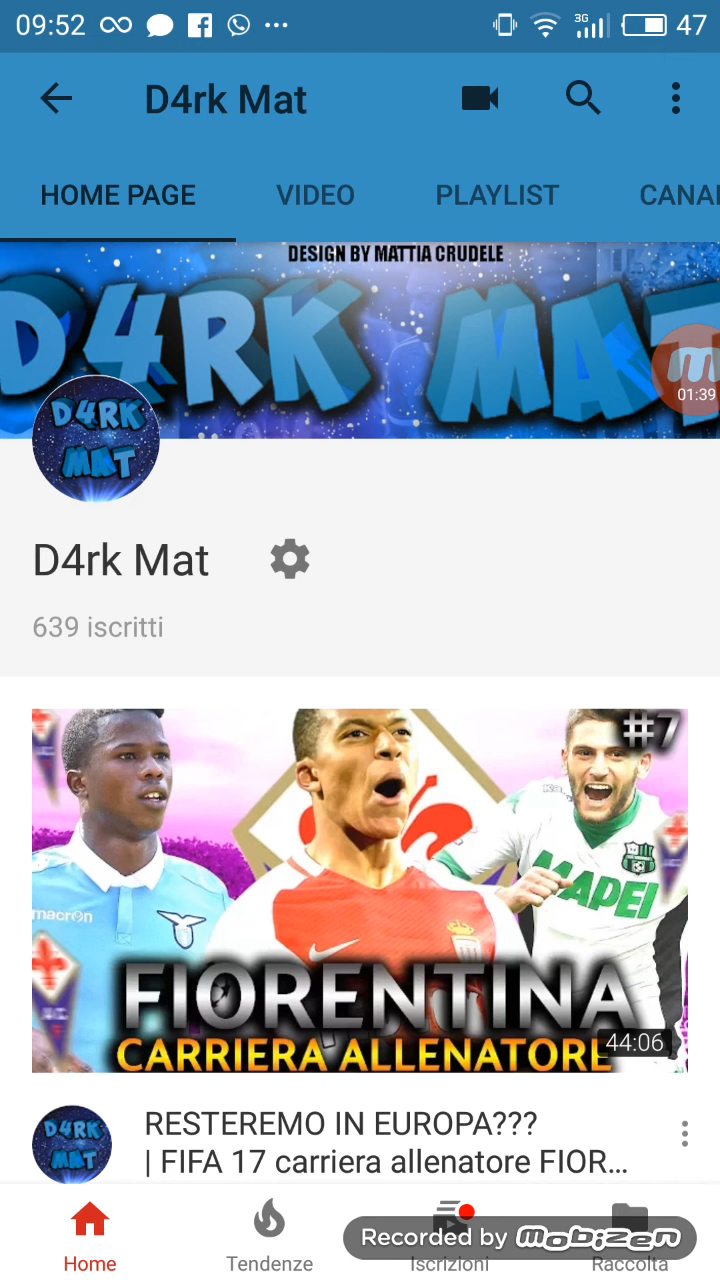 09:52 3G 47
D4rk Mat
HOME PAGE VIDEO PLAYLIST CANAL
DESIGN BY MATTIA CRUDELE
D4RK MAT
m
01:39
D4RK
MAT
D4rk Mat
639 iscritti
#7
macron
MAPEI
FIORENTINA
CARRIERA ALLENATORE
44:06
D4RK
MAT
RESTEREMO IN EUROPA???
| FIFA 17 carriera allenatore FIOR...
Recorded by mobizen
Home Tendenze Iscrizioni Raccolta